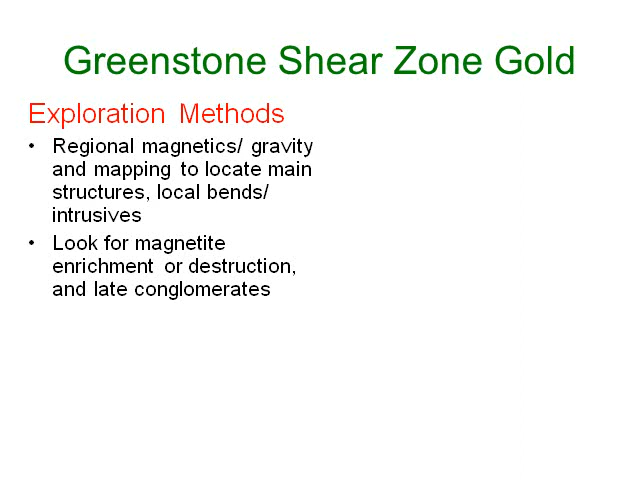 Greenstone Shear Zone Gold
Exploration Methods
• Regional magnetics/ gravity
and mapping to locate main
structures, local bends/
intrusives
• Look for magnetite
enrichment or destruction,
and late conglomerates